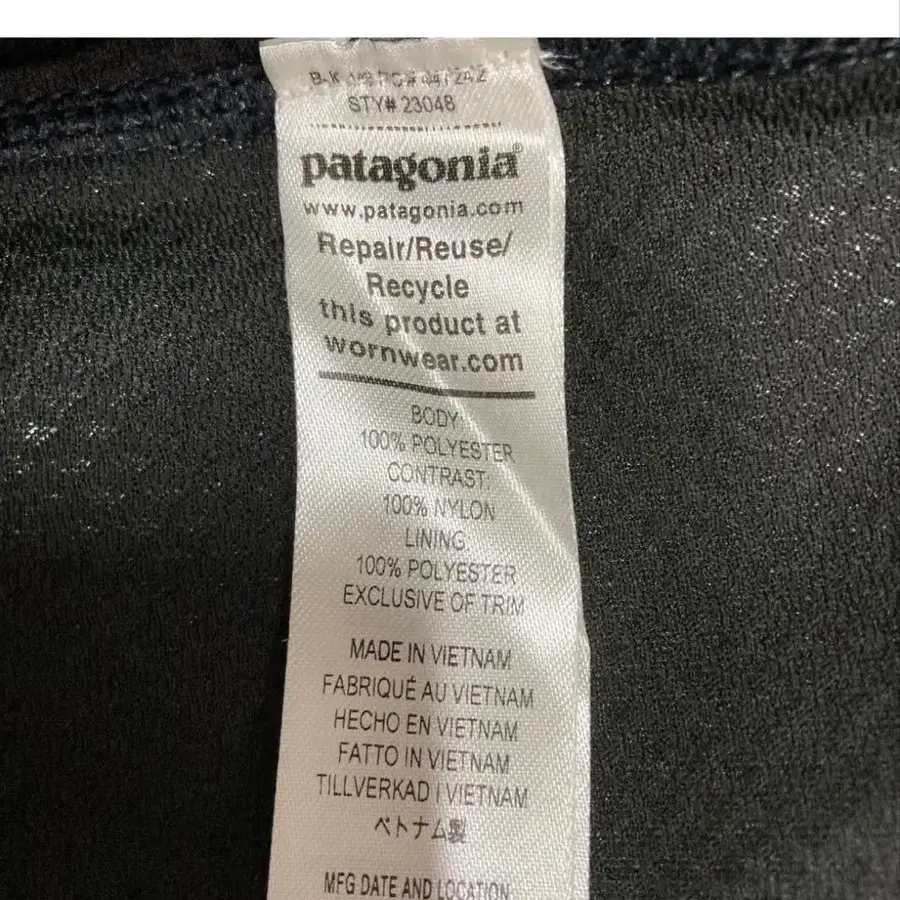 STY# 23048
patagonia®
www.patagonia.com
Repair/Reuse/
Recycle
this product at
wornwear.com
BODY:
100% POLYESTER
CONTRAST:
100% NYLON
LINING:
100% POLYESTER
EXCLUSIVE OF TRIM
MADE IN VIETNAM
FABRIQUÉ AU VIETNAM
HECHO EN VIETNAM
FATTO IN VIETNAM
TILLVERKAD I VIETNAM
ベトナム製
MFG DATE AND LOCATION